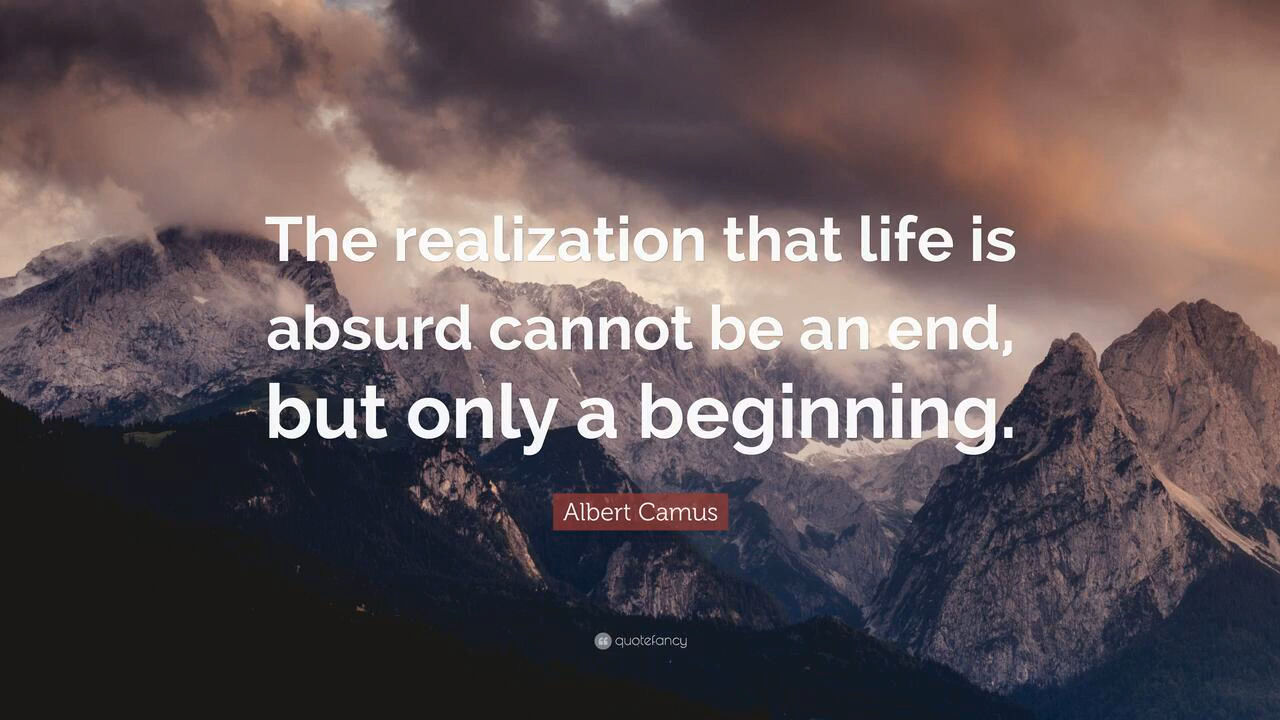 The realization that life is
absurd cannot be an end,
but only a beginning.
Albert Camus
quotefancy